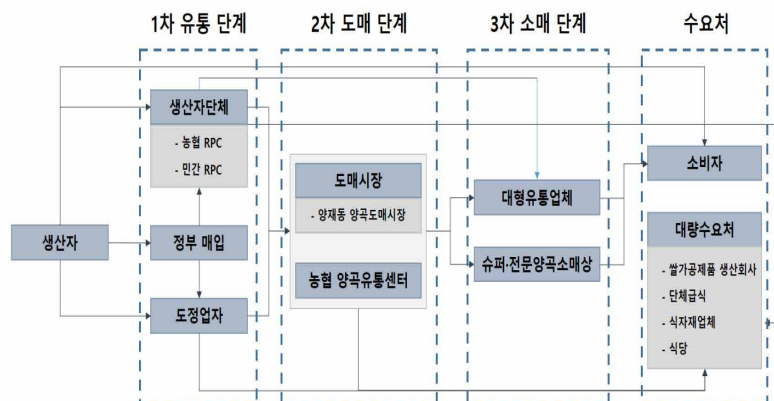 1차 유통 단계
2차 도매 단계
3차 소매 단계
수요처
생산자단체
- 농협 RPC
- 민간 RPC
생산자
정부 매입
도정업자
도매시장
- 양재동 양곡도매시장
농협 양곡유통센터
대형유통업체
슈퍼·전문양곡소매상
소비자
대량수요처
- 쌀가공제품 생산회사
- 단체급식
- 식자재업체
- 식당